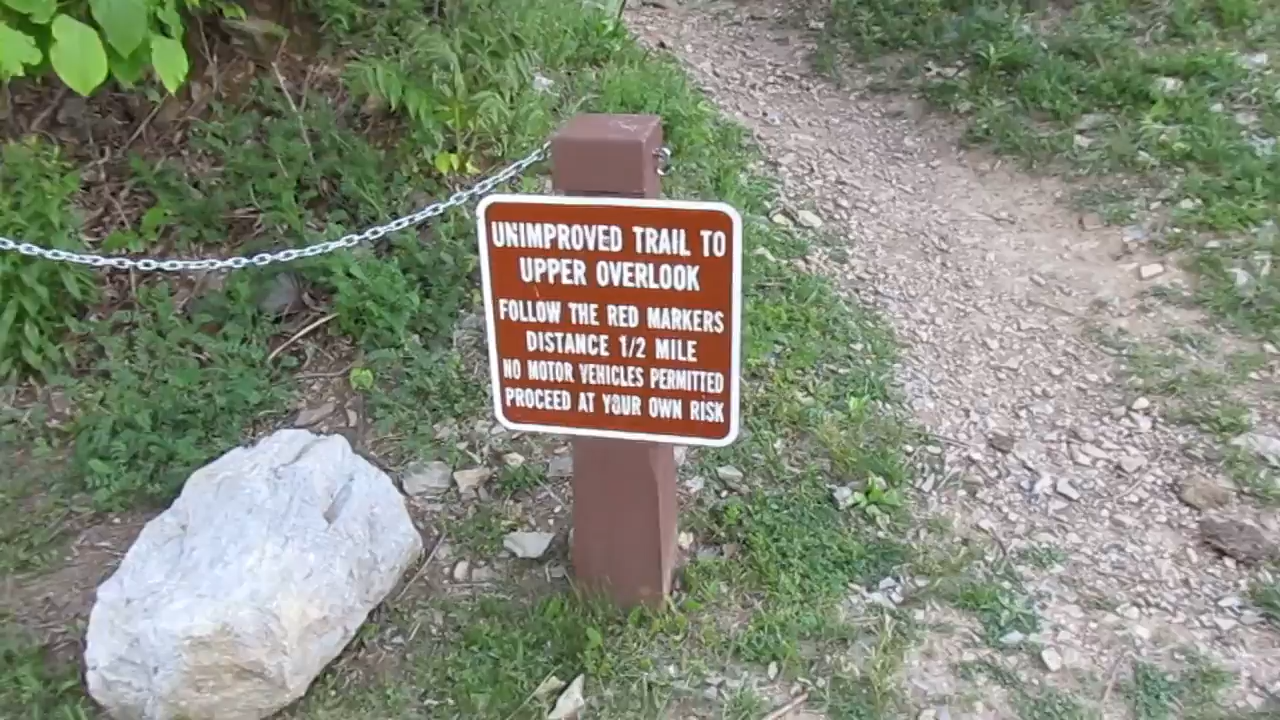 UNIMPROVED TRAIL TO
UPPER OVERLOOK
FOLLOW THE RED MARKERS
DISTANCE 1/2 MILE
NO MOTOR VEHICLES PERMITTED
PROCEED AT YOUR OWN RISK